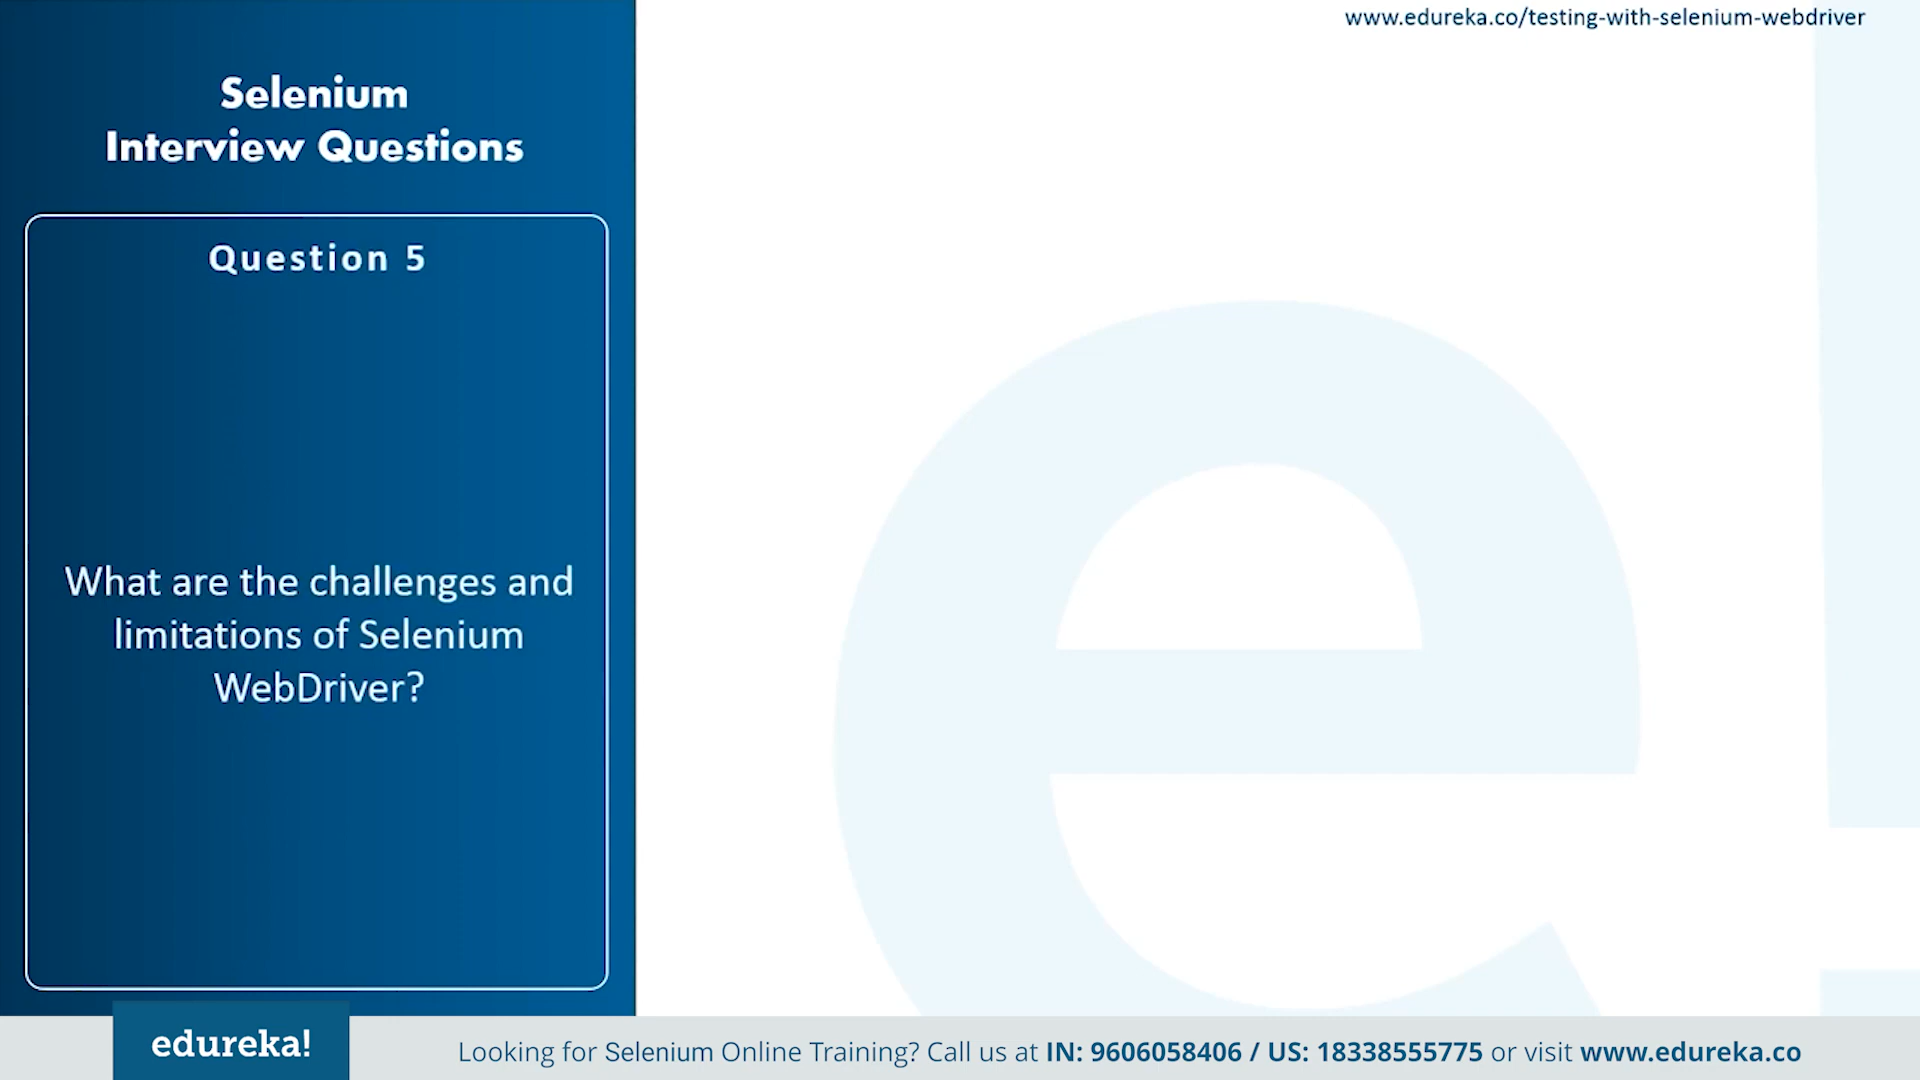 www.edureka.co/testing-with-selenium-webdriver
Selenium
Interview Questions
Question 5
What are the challenges and
limitations of Selenium
WebDriver?
edureka!
Looking for Selenium Online Training? Call us at IN: 9606058406 / US: 18338555775 or visit www.edureka.co